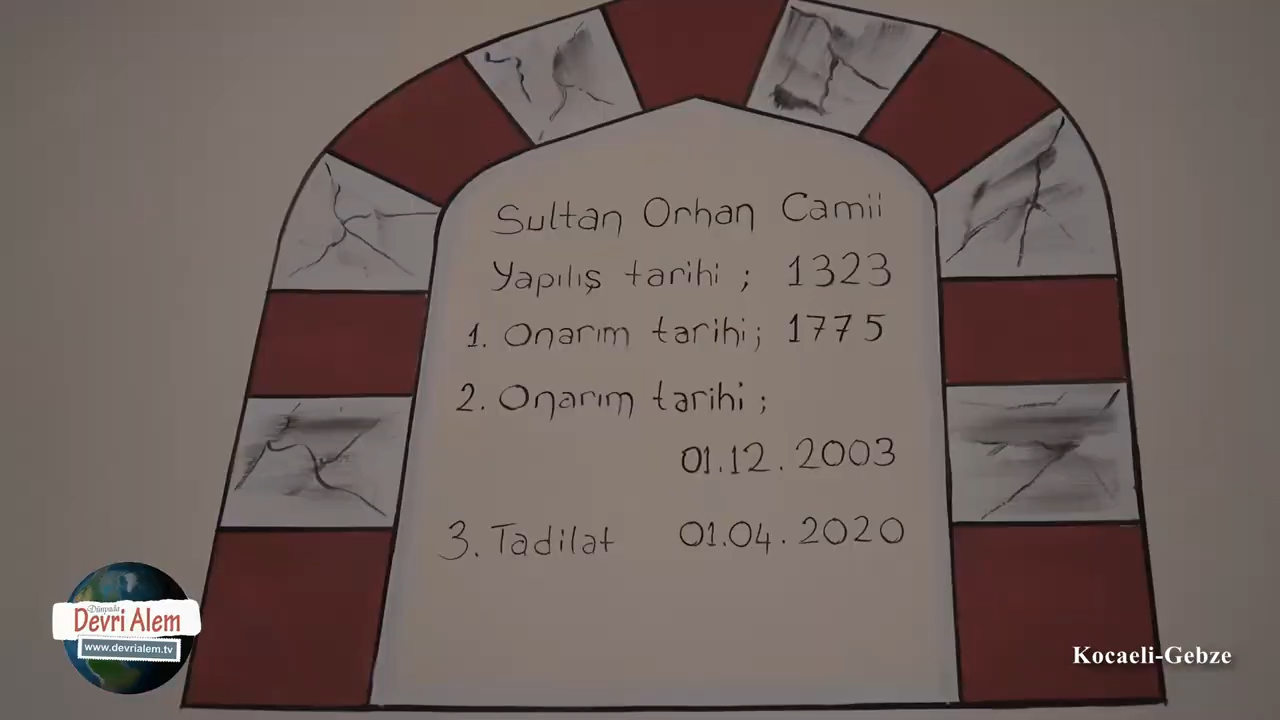 Sultan Orhan Camii
Yapılış tarihi ; 1323
1. Onarım tarihi; 1775
2. Onarım tarihi ;
01.12.2003
3. Tadilat 01.04.2020
Dünyada
Devri Alem
www.devrialem.tv
Kocaeli-Gebze